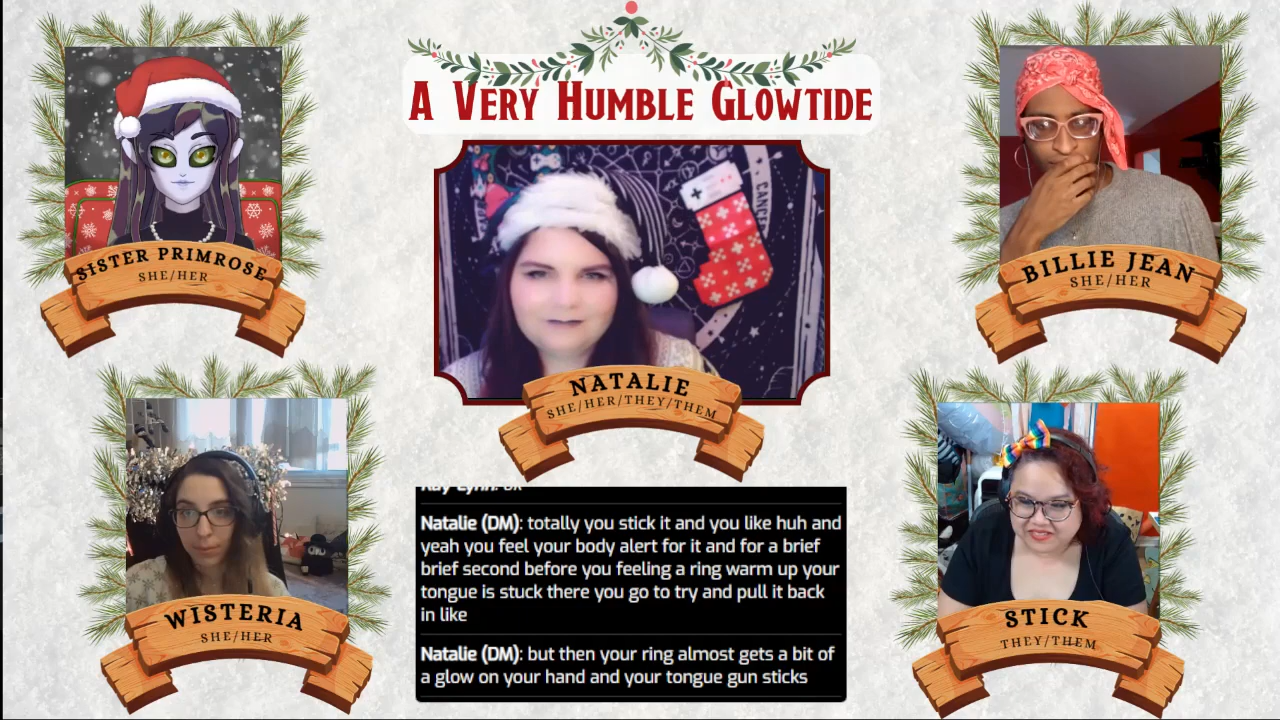 A Very Humble Glowtide
SISTER PRIMROSE
SHE/HER
BILLIE JEAN
SHE/HER
CANCER
NATALIE
SHE/HER/THEY/THEM
WISTERIA
SHE/HER
STICK
THEY/THEM
Natalie (DM): totally you stick it and you like huh and
yeah you feel your body alert for it and for a brief
brief second before you feeling a ring warm up your
tongue is stuck there you go to try and pull it back
in like
Natalie (DM): but then your ring almost gets a bit of
a glow on your hand and your tongue gun sticks